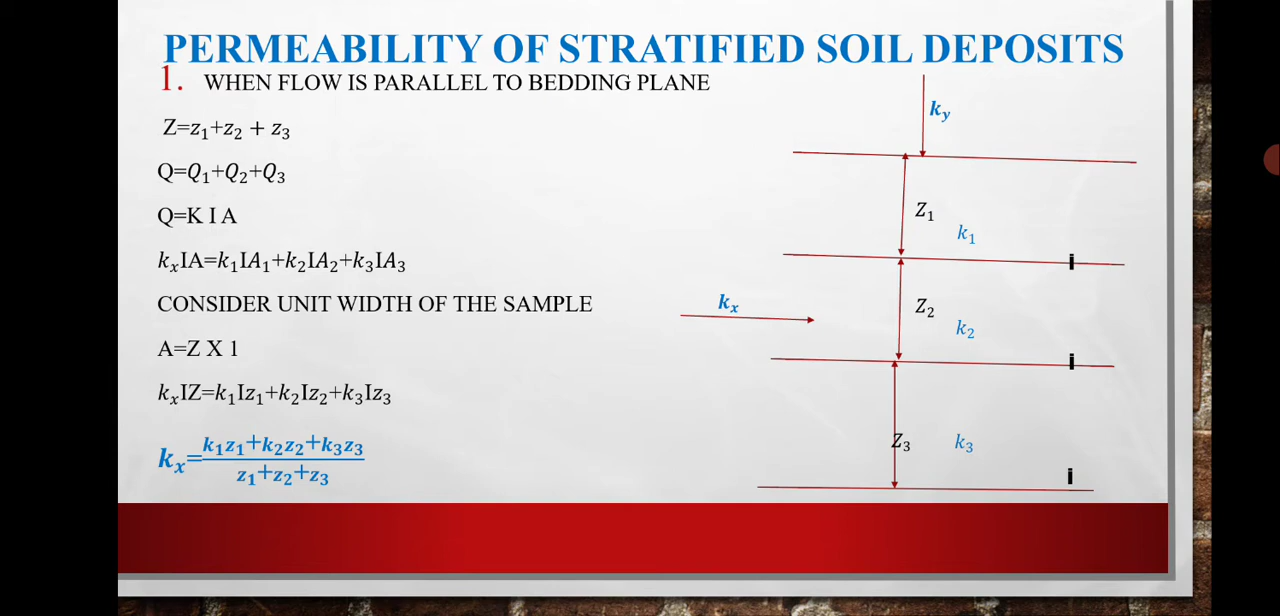 PERMEABILITY OF STRATIFIED SOIL DEPOSITS
1. WHEN FLOW IS PARALLEL TO BEDDING PLANE
Z=z₁+z₂ + z₃
Q=Q₁+Q₂+Q₃
Q=K I A
kₓIA=k₁IA₁+k₂IA₂+k₃IA₃
CONSIDER UNIT WIDTH OF THE SAMPLE
A=Z X 1
kₓIZ=k₁Iz₁+k₂Iz₂+k₃Iz₃
kₓ=(k₁z₁+k₂z₂+k₃z₃)/(z₁+z₂+z₃)
k_y
Z₁
k₁
i
kₓ
Z₂
k₂
i
Z₃
k₃
i